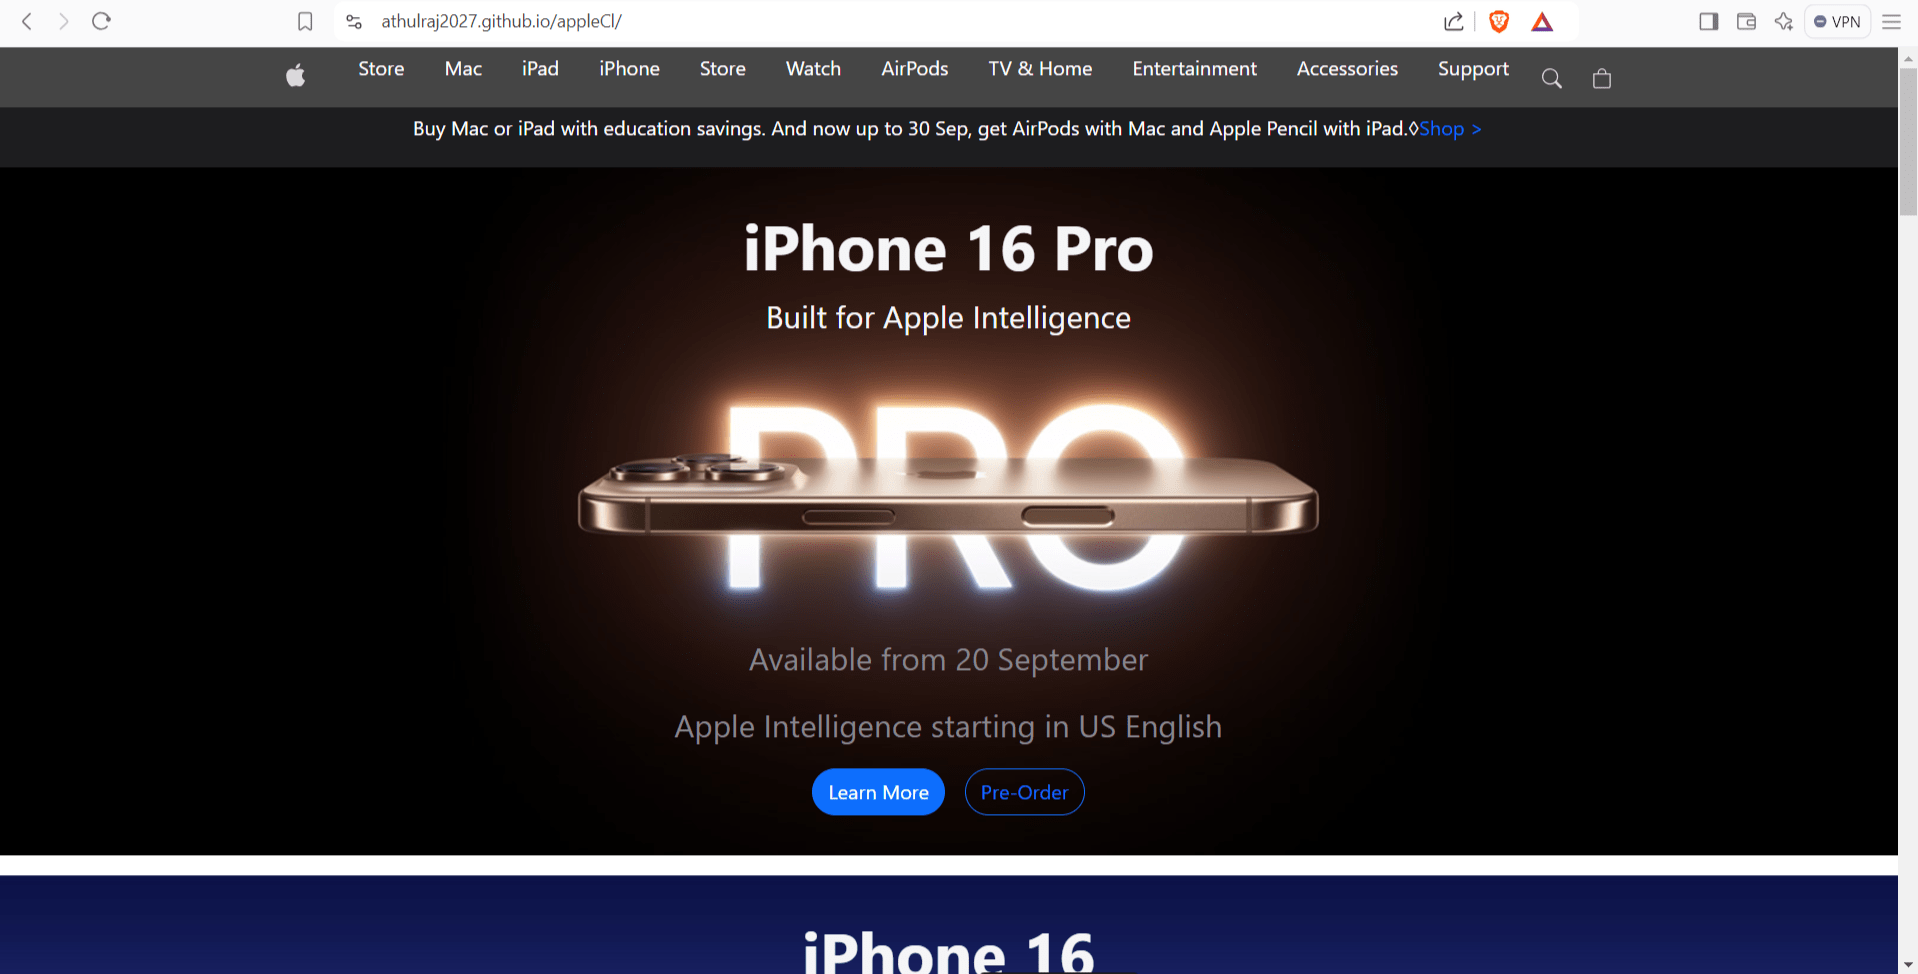 athulraj2027.github.io/appleCl/
VPN
Store Mac iPad iPhone Store Watch AirPods TV & Home Entertainment Accessories Support
Buy Mac or iPad with education savings. And now up to 30 Sep, get AirPods with Mac and Apple Pencil with iPad.◊Shop >
iPhone 16 Pro
Built for Apple Intelligence
PRO
Available from 20 September
Apple Intelligence starting in US English
Learn More Pre-Order
iPhone 16